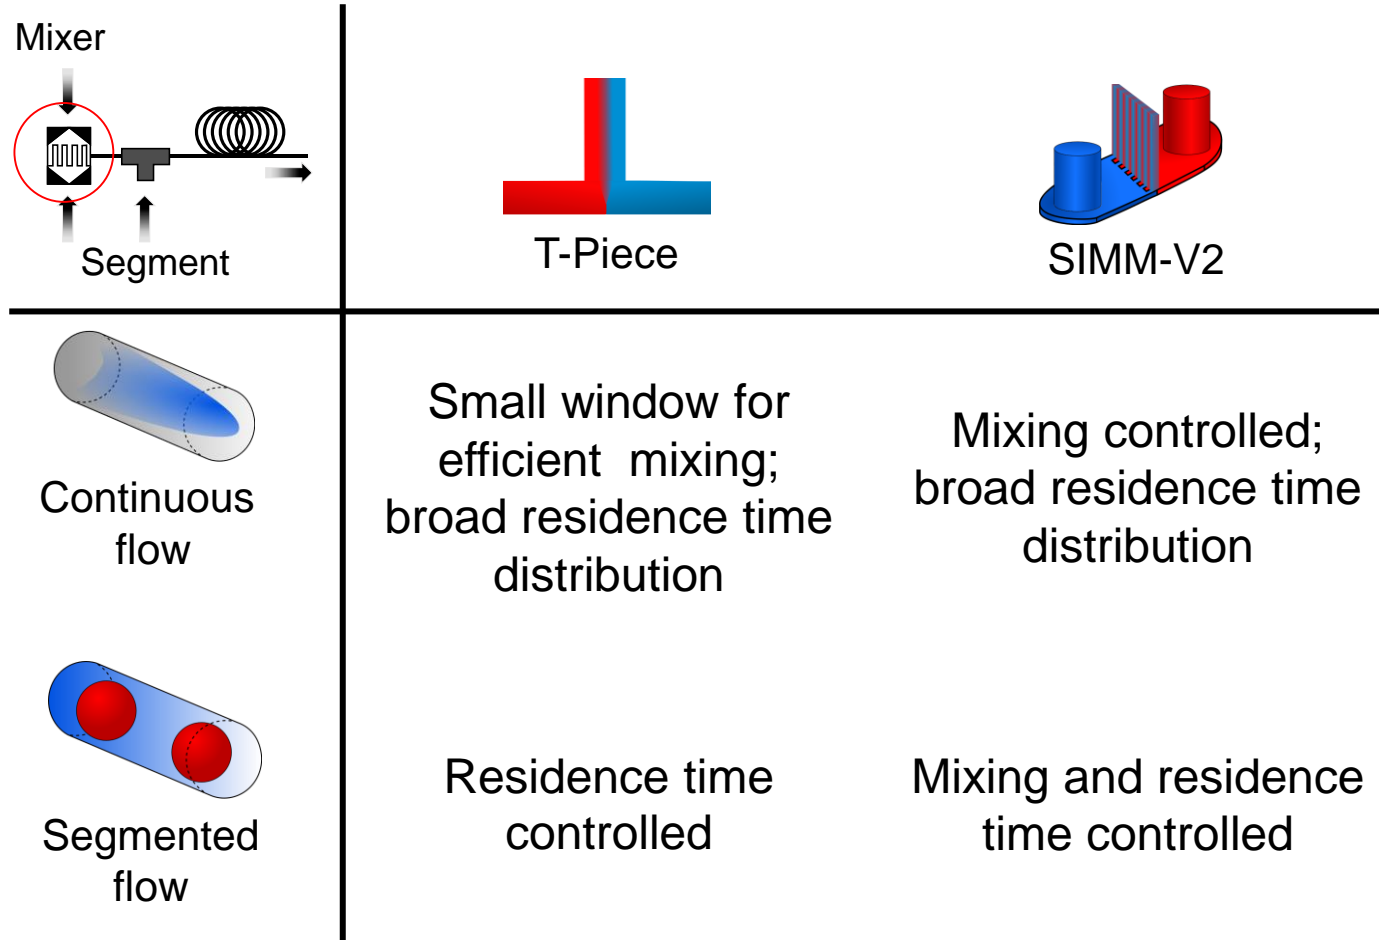 Mixer
Segment
T-Piece
SIMM-V2
Continuous
flow
Small window for
efficient mixing;
broad residence time
distribution
Mixing controlled;
broad residence time
distribution
Segmented
flow
Residence time
controlled
Mixing and residence
time controlled